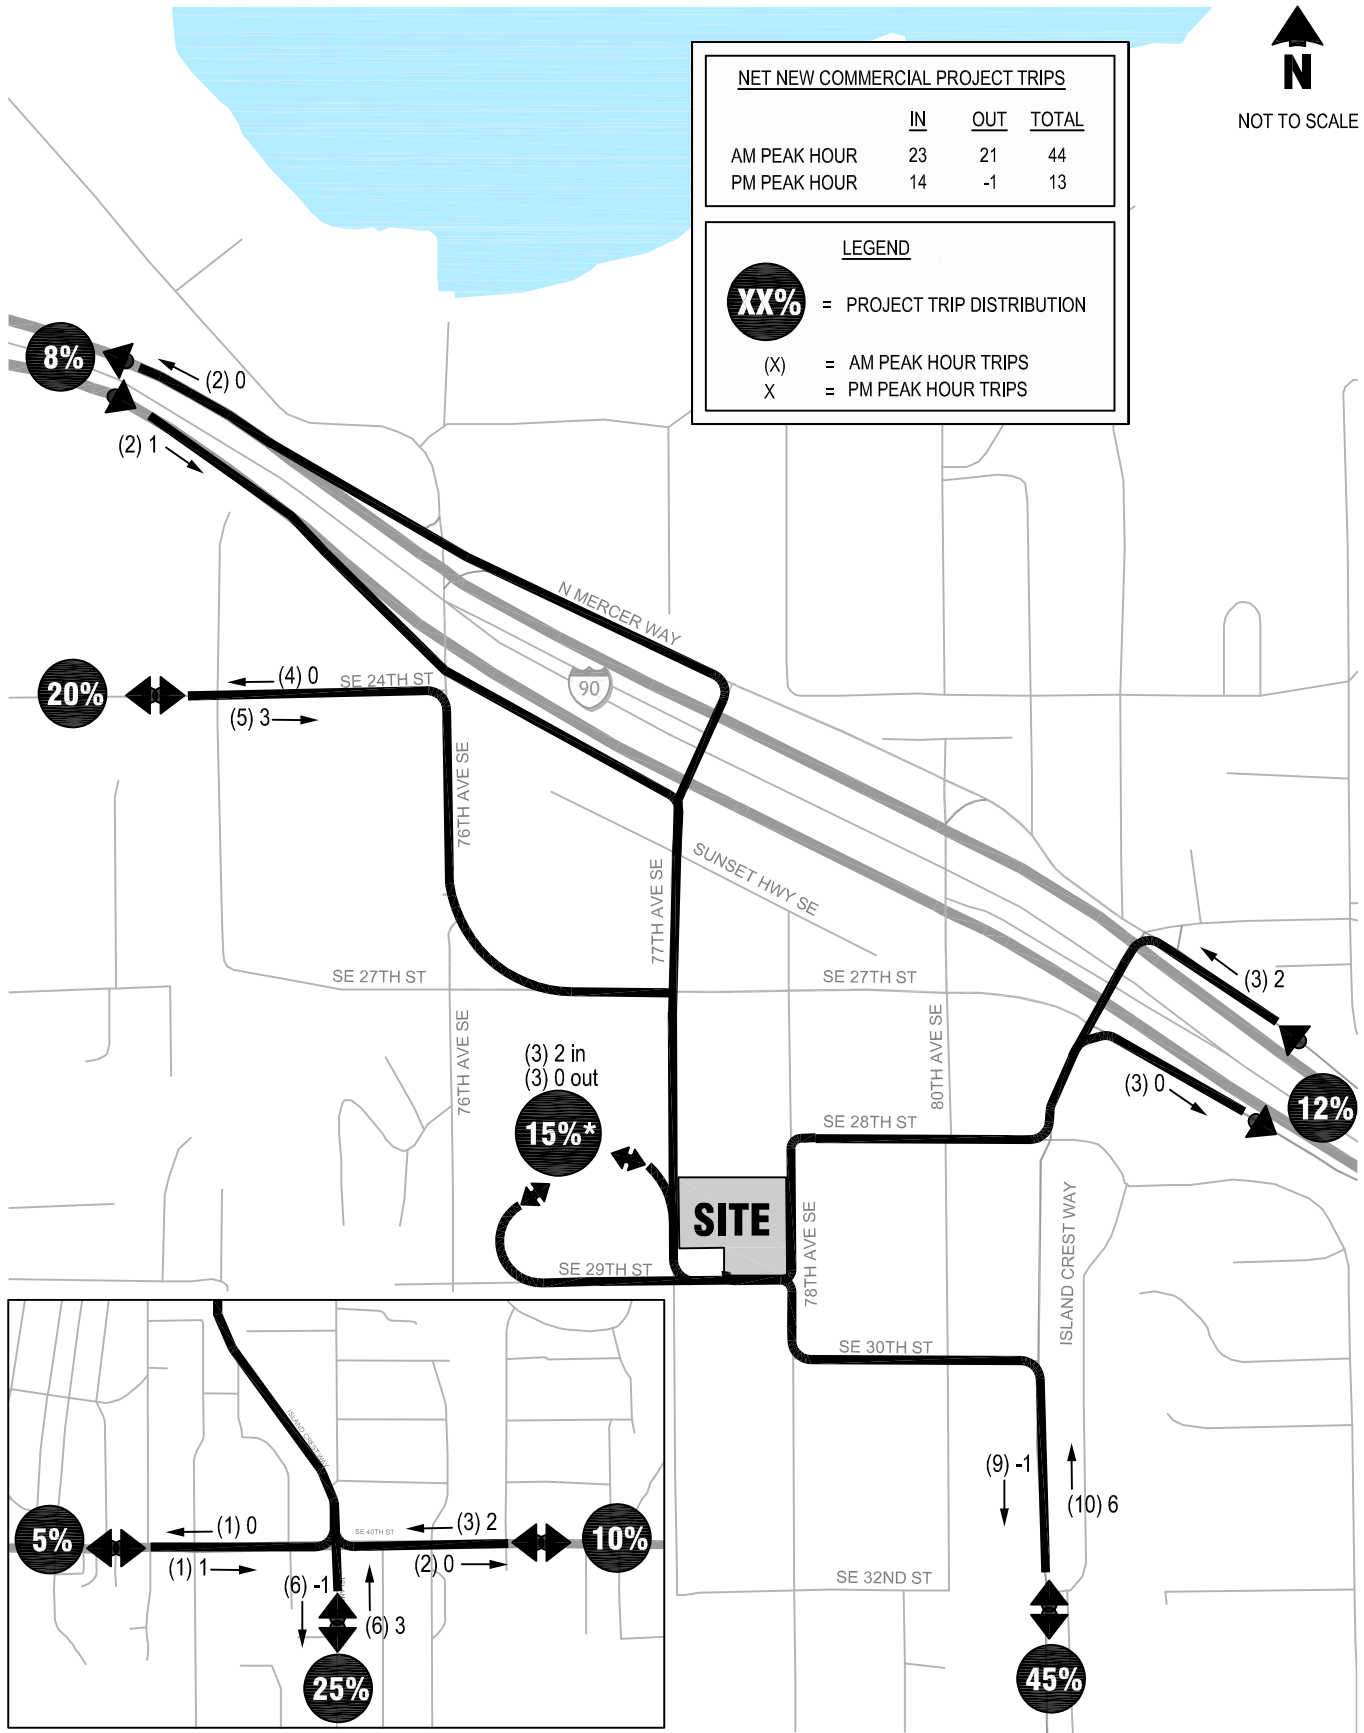 NET NEW COMMERCIAL PROJECT TRIPS
IN OUT TOTAL
AM PEAK HOUR 23 21 44
PM PEAK HOUR 14 -1 13
LEGEND
XX% = PROJECT TRIP DISTRIBUTION
(X) = AM PEAK HOUR TRIPS
X = PM PEAK HOUR TRIPS
N
NOT TO SCALE
8%
(2) 0
(2) 1
N MERCER WAY
90
20%
(4) 0
SE 24TH ST
(5) 3
76TH AVE SE
77TH AVE SE
SUNSET HWY SE
SE 27TH ST
SE 27TH ST
(3) 2
76TH AVE SE
80TH AVE SE
(3) 2 in
(3) 0 out
15%*
(3) 0
12%
SE 28TH ST
SITE
78TH AVE SE
ISLAND CREST WAY
SE 29TH ST
SE 30TH ST
(9) -1
(10) 6
SE 32ND ST
45%
ISLAND CREST WAY
5%
(1) 0
SE 40TH ST
(3) 2
10%
(1) 1
(2) 0
(6) -1
(6) 3
25%